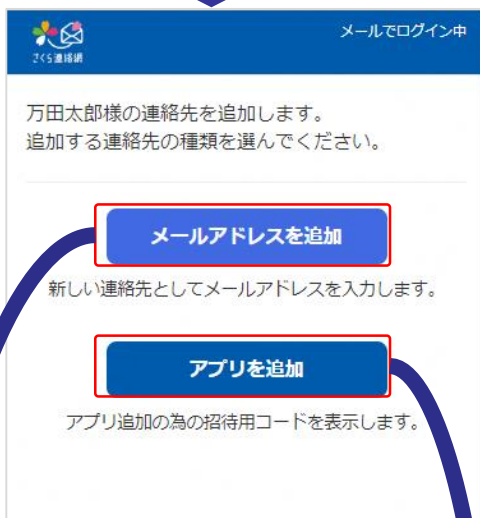 メールでログイン中
さくら連絡網
万田太郎様の連絡先を追加します。
追加する連絡先の種類を選んでください。
メールアドレスを追加
新しい連絡先としてメールアドレスを入力します。
アプリを追加
アプリ追加の為の招待用コードを表示します。